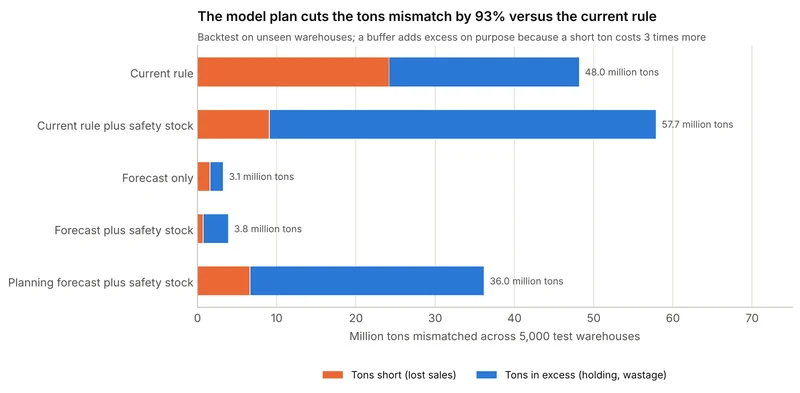 The model plan cuts the tons mismatch by 93% versus the current rule
Backtest on unseen warehouses; a buffer adds excess on purpose because a short ton costs 3 times more
Current rule
48.0 million tons
Current rule plus safety stock
57.7 million tons
Forecast only
3.1 million tons
Forecast plus safety stock
3.8 million tons
Planning forecast plus safety stock
36.0 million tons
0 10 20 30 40 50 60 70
Million tons mismatched across 5,000 test warehouses
Tons short (lost sales) Tons in excess (holding, wastage)